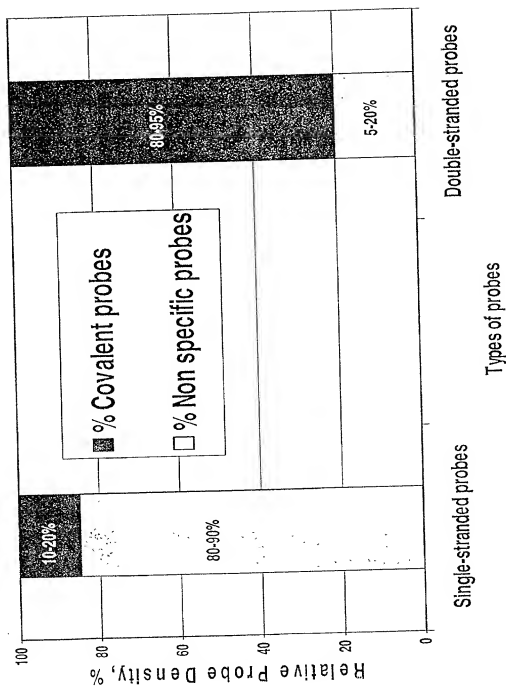 Relative Probe Density, %
100
80
60
40
20
0
10-20%
80-90%
% Covalent probes
% Non specific probes
80-95%
5-20%
Single-stranded probes
Double-stranded probes
Types of probes